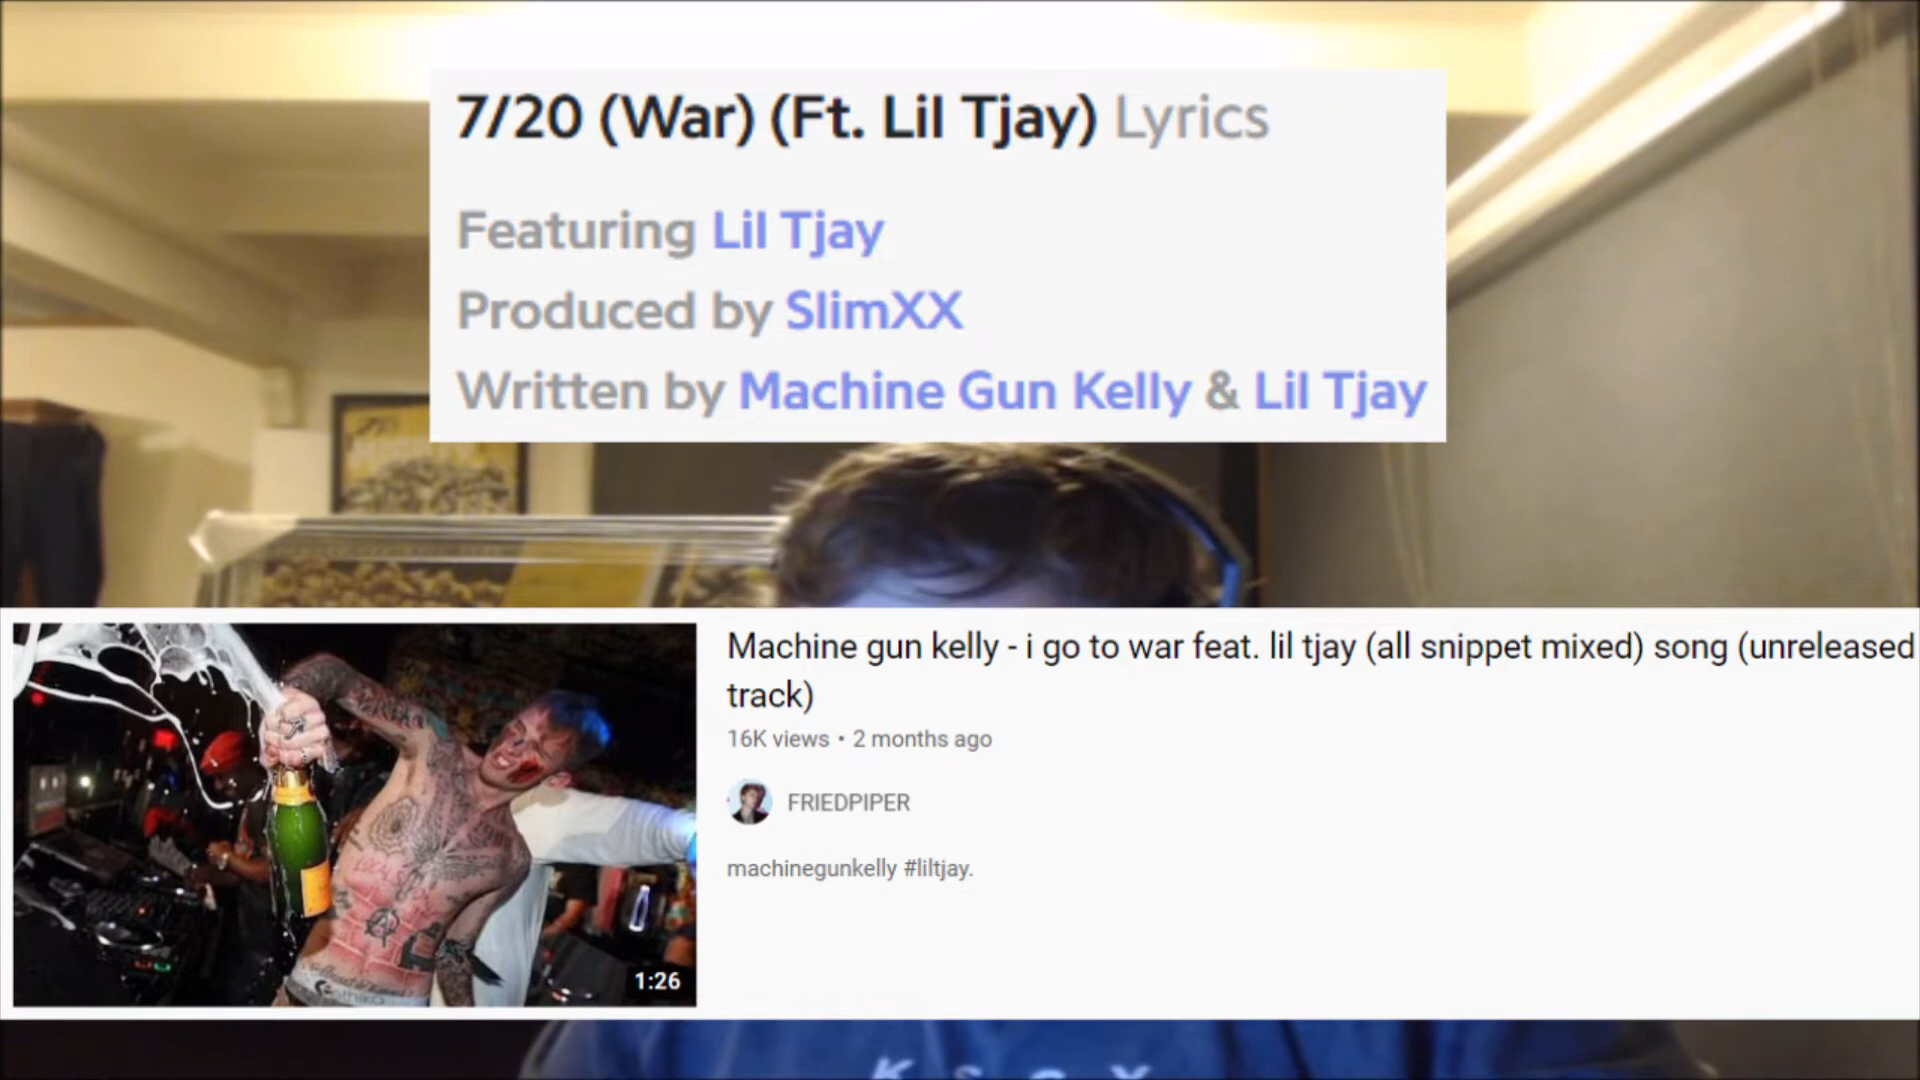 7/20 (War) (Ft. Lil Tjay) Lyrics
Featuring Lil Tjay
Produced by SlimXX
Written by Machine Gun Kelly & Lil Tjay
Machine gun kelly - i go to war feat. lil tjay (all snippet mixed) song (unreleased
track)
16K views • 2 months ago
FRIEDPIPER
machinegunkelly #liltjay.
1:26